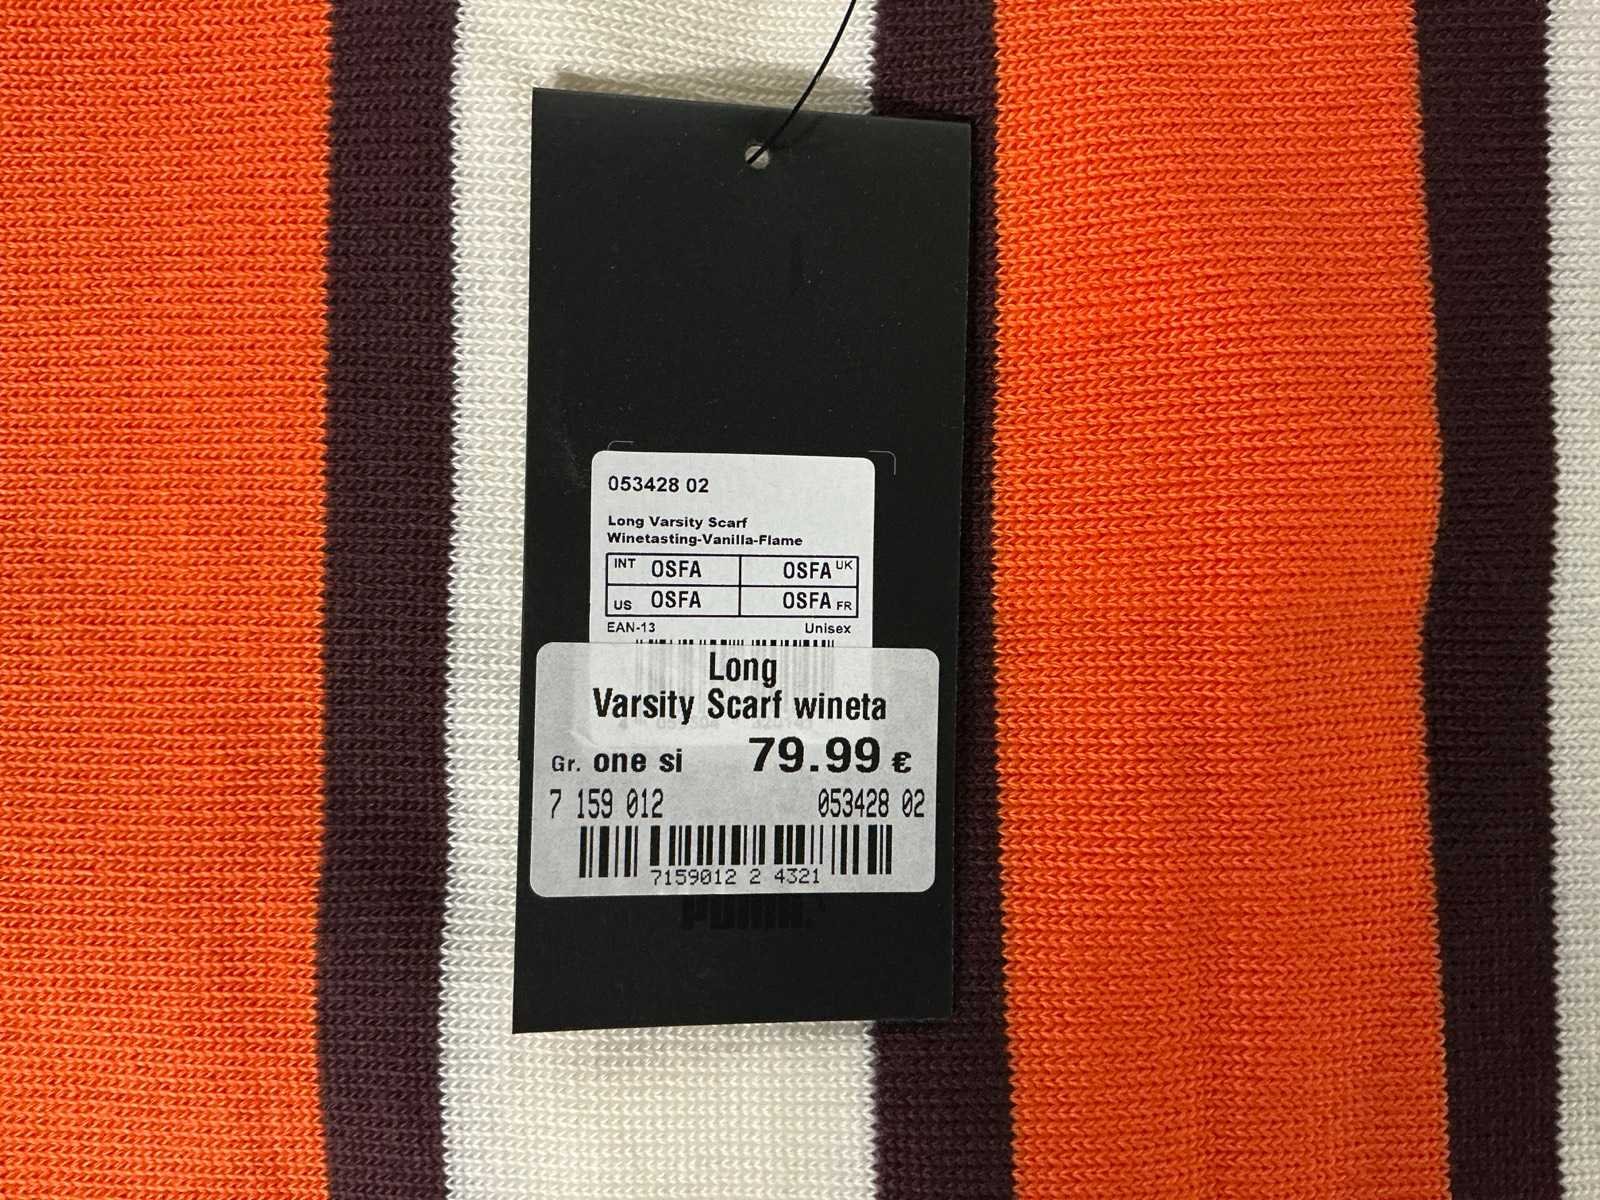 053428 02
Long Varsity Scarf
Winetasting-Vanilla-Flame
INT OSFA OSFA UK
US OSFA OSFA FR
EAN-13 Unisex
Long
Varsity Scarf wineta
Gr. one si 79.99 €
7 159 012 053428 02
7159012 2 4321
PUMA